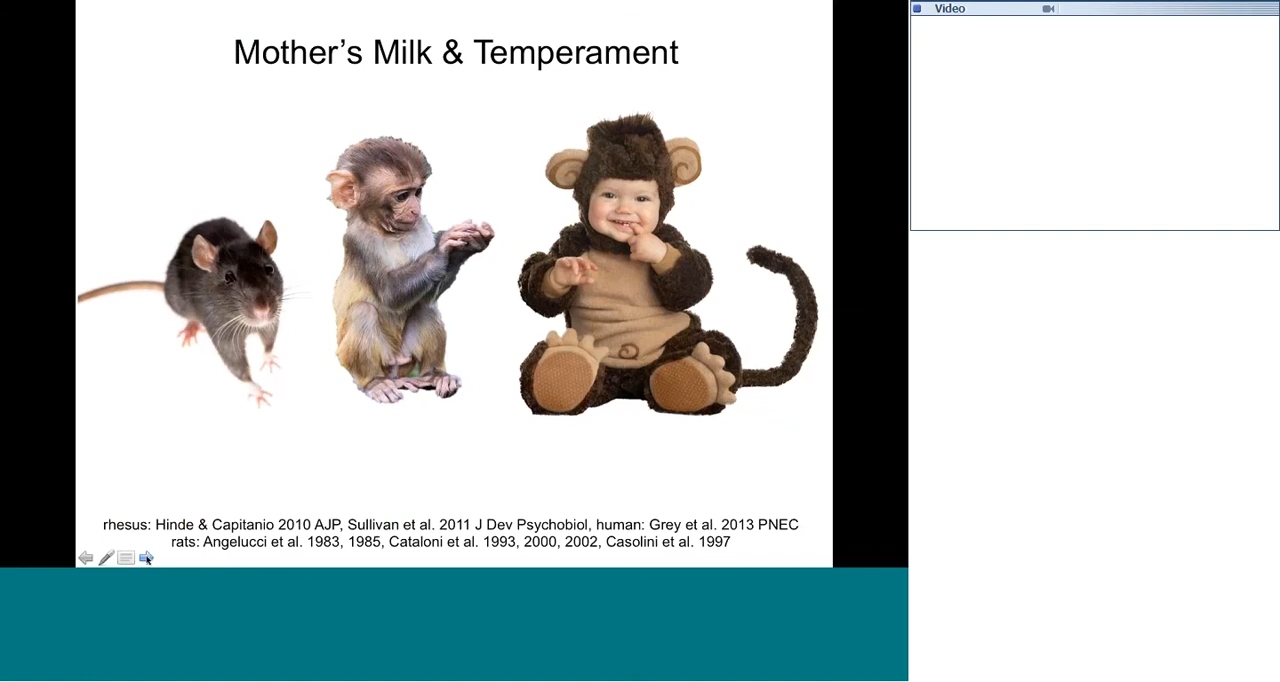 Video
Mother's Milk & Temperament
rhesus: Hinde & Capitanio 2010 AJP, Sullivan et al. 2011 J Dev Psychobiol, human: Grey et al. 2013 PNEC
rats: Angelucci et al. 1983, 1985, Cataloni et al. 1993, 2000, 2002, Casolini et al. 1997